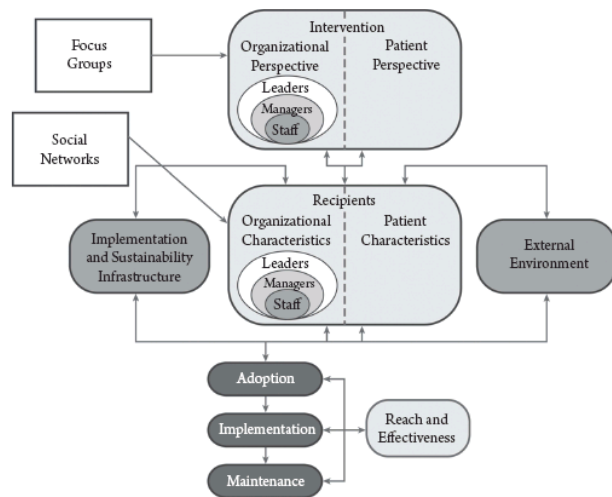 Intervention
Focus
Groups
Organizational
Perspective
Patient
Perspective
Leaders
Managers
Staff
Social
Networks
Recipients
Organizational
Characteristics
Patient
Characteristics
Leaders
Managers
Staff
Implementation
and Sustainability
Infrastructure
External
Environment
Adoption
Implementation
Maintenance
Reach and
Effectiveness